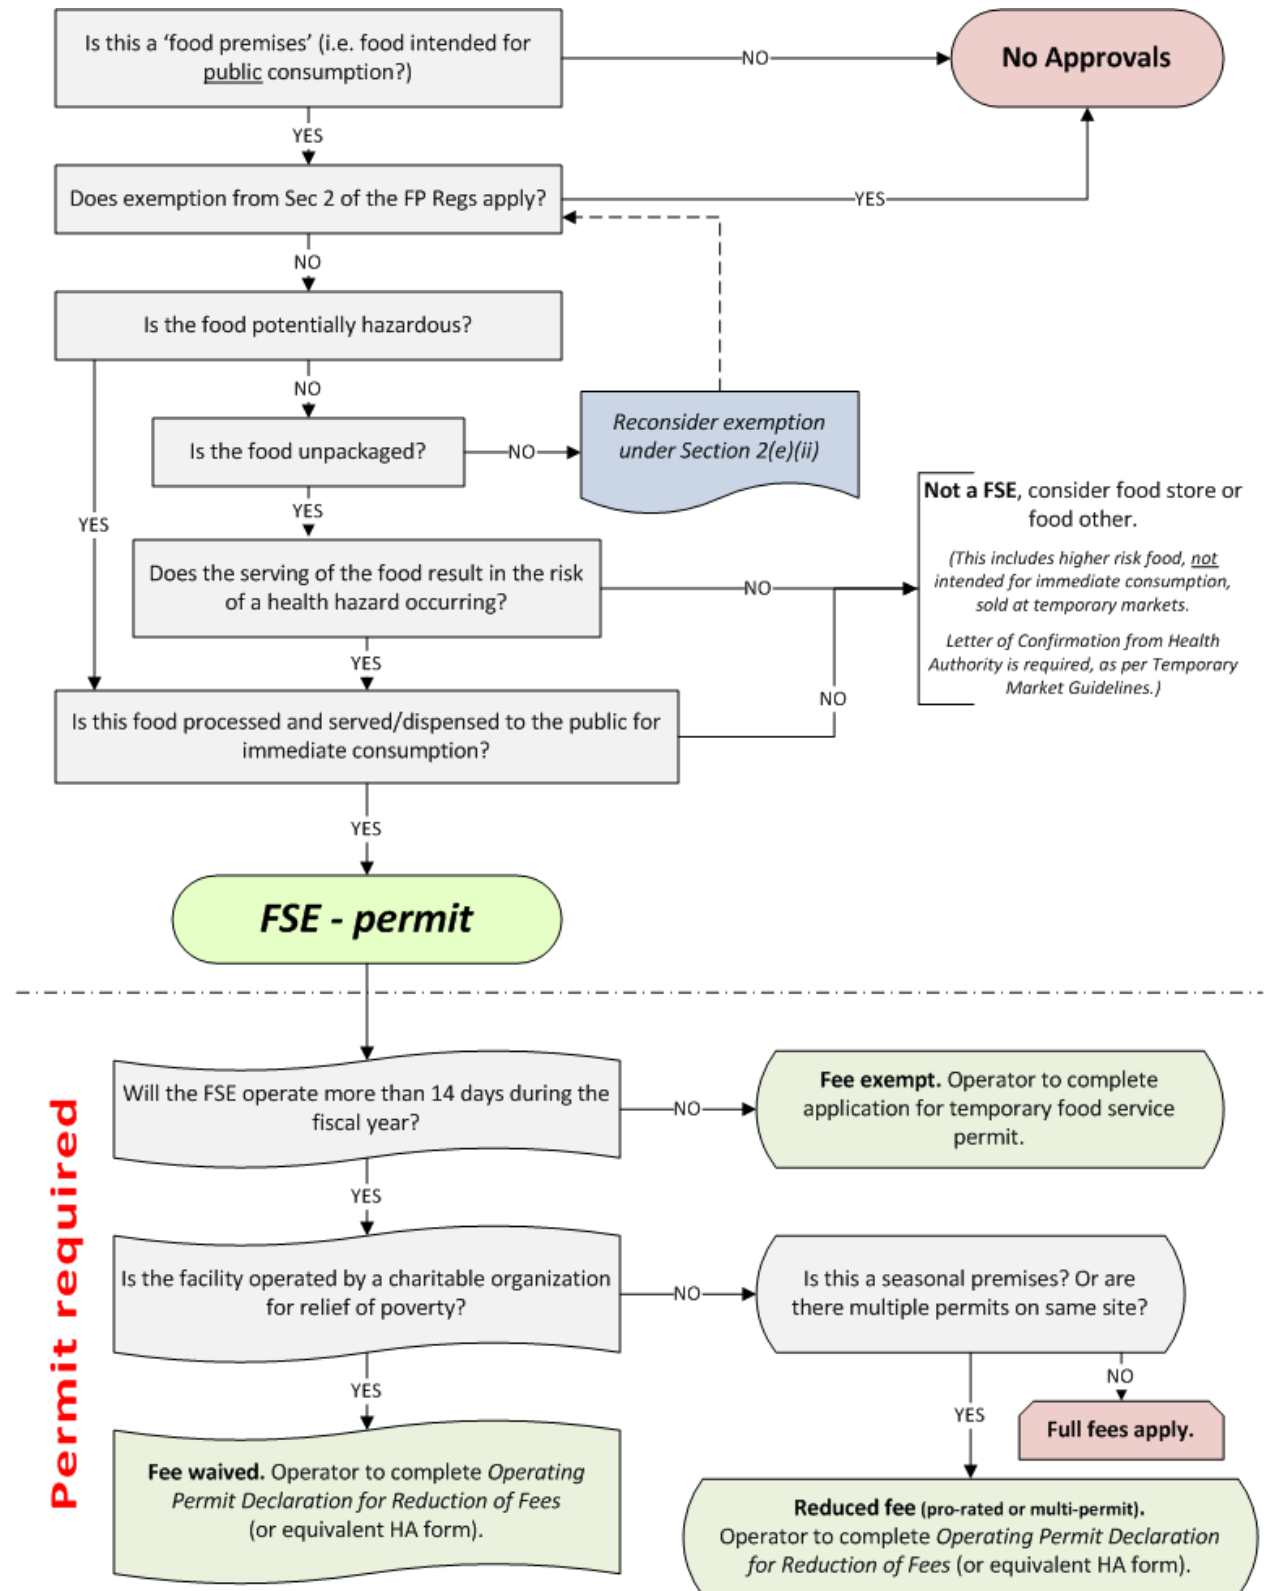 Is this a ‘food premises’ (i.e. food intended for
public consumption?)
NO
No Approvals
YES
Does exemption from Sec 2 of the FP Regs apply?
YES
NO
Is the food potentially hazardous?
NO
Reconsider exemption
under Section 2(e)(ii)
Is the food unpackaged?
NO
YES
YES
Not a FSE, consider food store or
food other.
(This includes higher risk food, not
intended for immediate consumption,
sold at temporary markets.
Letter of Confirmation from Health
Authority is required, as per Temporary
Market Guidelines.)
Does the serving of the food result in the risk
of a health hazard occurring?
NO
YES
NO
Is this food processed and served/dispensed to the public for
immediate consumption?
YES
FSE - permit
Permit required
Will the FSE operate more than 14 days during the
fiscal year?
NO
Fee exempt. Operator to complete
application for temporary food service
permit.
YES
Is the facility operated by a charitable organization
for relief of poverty?
NO
Is this a seasonal premises? Or are
there multiple permits on same site?
YES
NO
YES
Full fees apply.
Fee waived. Operator to complete Operating
Permit Declaration for Reduction of Fees
(or equivalent HA form).
Reduced fee (pro-rated or multi-permit).
Operator to complete Operating Permit Declaration
for Reduction of Fees (or equivalent HA form).